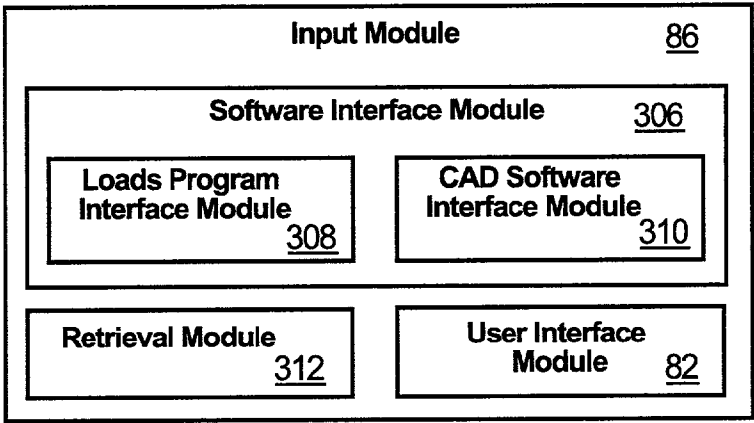 Input Module 86
Software Interface Module 306
Loads Program
Interface Module
308
CAD Software
Interface Module
310
Retrieval Module
312
User Interface
Module 82